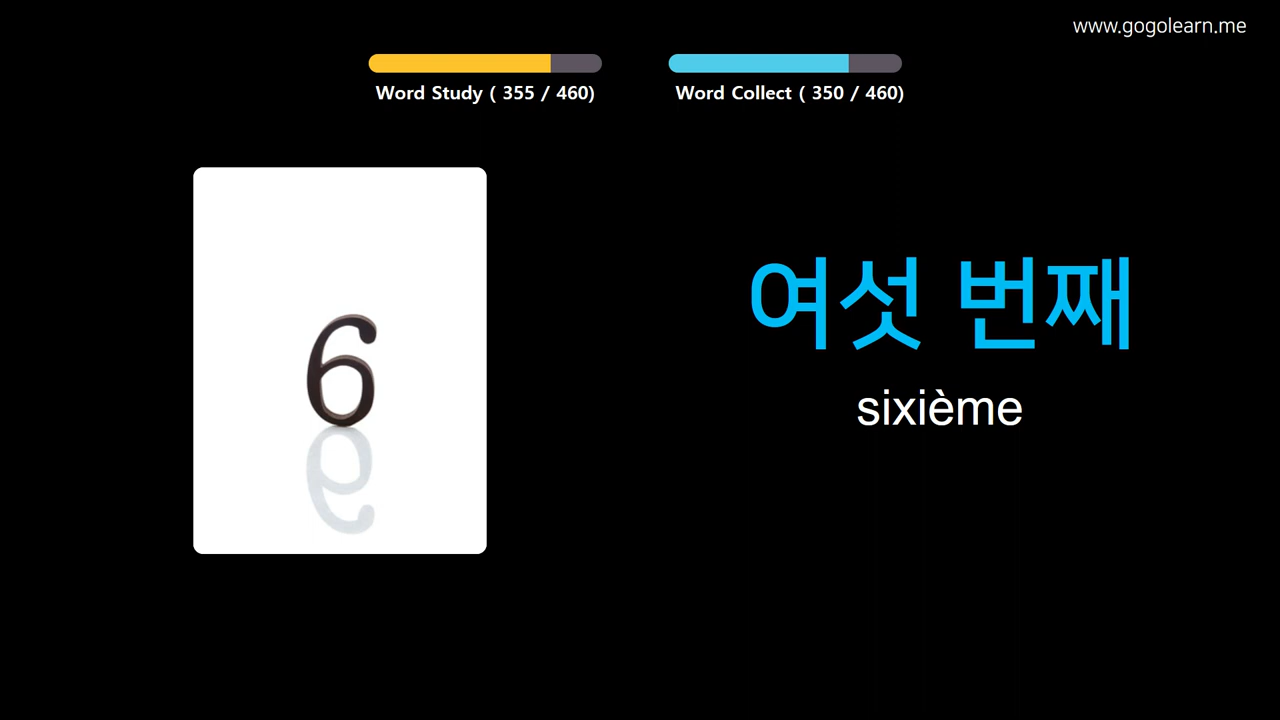 www.gogolearn.me
Word Study ( 355 / 460)
Word Collect ( 350 / 460)
6
여섯 번째
sixième